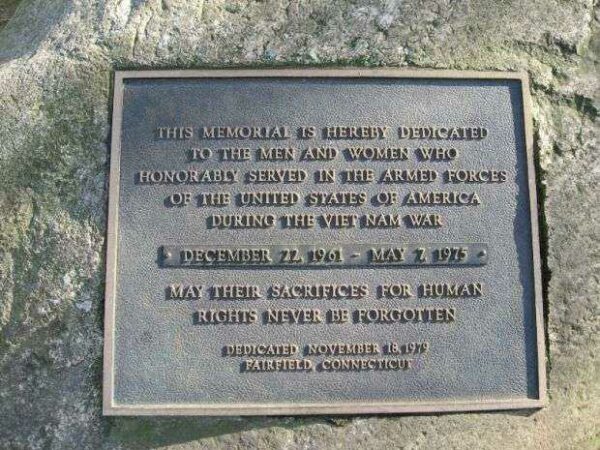 THIS MEMORIAL IS HEREBY DEDICATED
TO THE MEN AND WOMEN WHO
HONORABLY SERVED IN THE ARMED FORCES
OF THE UNITED STATES OF AMERICA
DURING THE VIET NAM WAR
DECEMBER 22, 1961 - MAY 7, 1975
MAY THEIR SACRIFICES FOR HUMAN
RIGHTS NEVER BE FORGOTTEN
DEDICATED, NOVEMBER 18, 1979
FAIRFIELD, CONNECTICUT